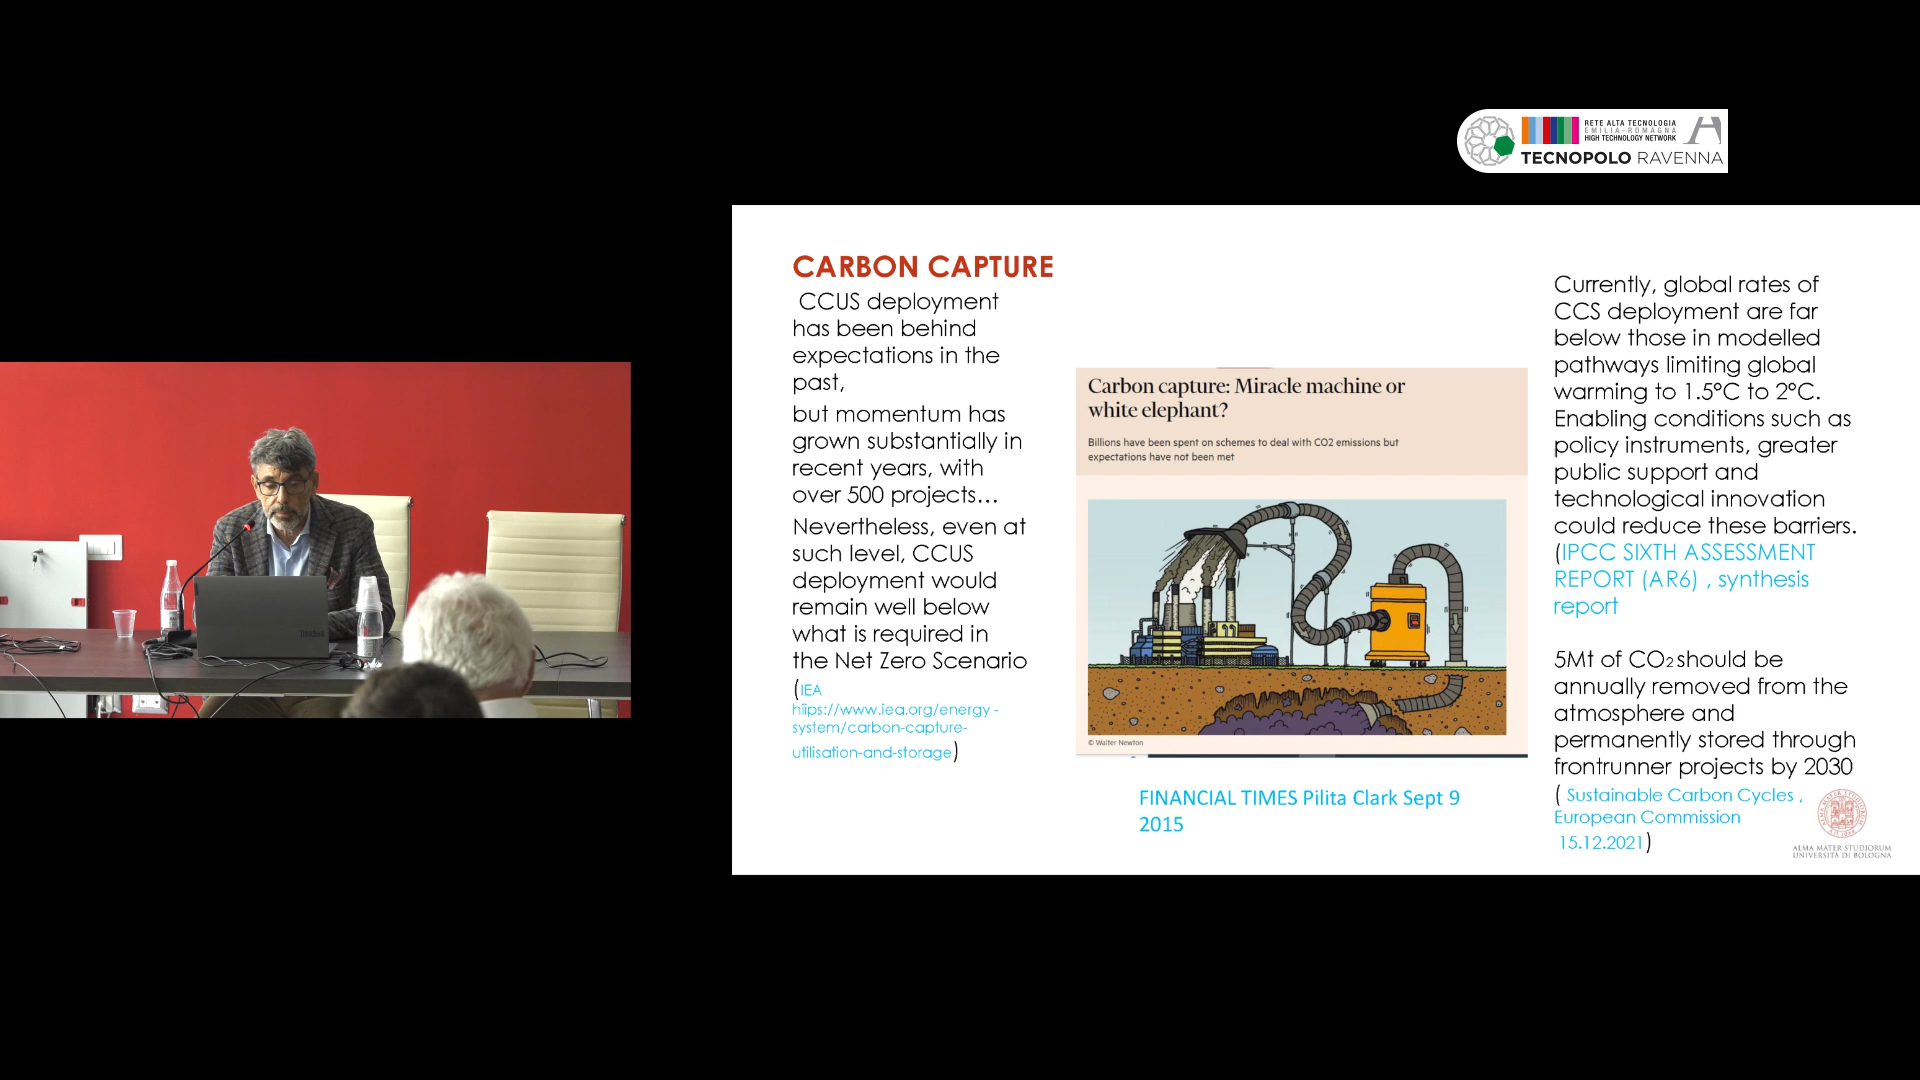 RETE ALTA TECNOLOGIA
EMILIA-ROMAGNA
HIGH TECHNOLOGY NETWORK
TECNOPOLO RAVENNA
CARBON CAPTURE
CCUS deployment
has been behind
expectations in the
past,
but momentum has
grown substantially in
recent years, with
over 500 projects…
Nevertheless, even at
such level, CCUS
deployment would
remain well below
what is required in
the Net Zero Scenario
(IEA
hiips://www.iea.org/energy -
system/carbon-capture-
utilisation-and-storage)
Carbon capture: Miracle machine or
white elephant?
Billions have been spent on schemes to deal with CO2 emissions but
expectations have not been met
© Walter Newton
FINANCIAL TIMES Pilita Clark Sept 9
2015
Currently, global rates of
CCS deployment are far
below those in modelled
pathways limiting global
warming to 1.5°C to 2°C.
Enabling conditions such as
policy instruments, greater
public support and
technological innovation
could reduce these barriers.
(IPCC SIXTH ASSESSMENT
REPORT (AR6) , synthesis
report
5Mt of CO₂ should be
annually removed from the
atmosphere and
permanently stored through
frontrunner projects by 2030
( Sustainable Carbon Cycles ,
European Commission
15.12.2021)
ALMA MATER STUDIORUM
UNIVERSITÀ DI BOLOGNA